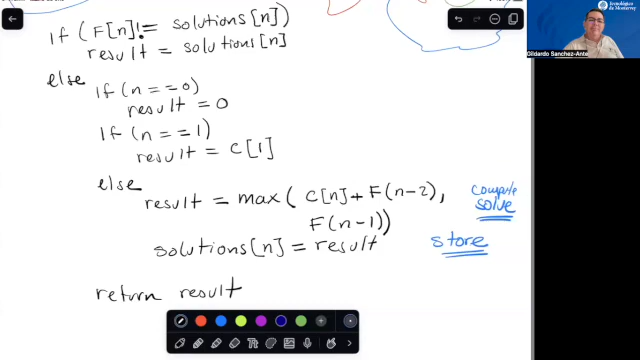 Tecnológico
de Monterrey
if (F[n]!= solutions[n])
result = solutions[n]
Gildardo Sanchez-Ante
else
if (n==0)
result = 0
if (n==1)
result = C[1]
else
result = max( C[n]+F(n-2),
F(n-1))
compute
solve
solutions[n] = result
store
return result